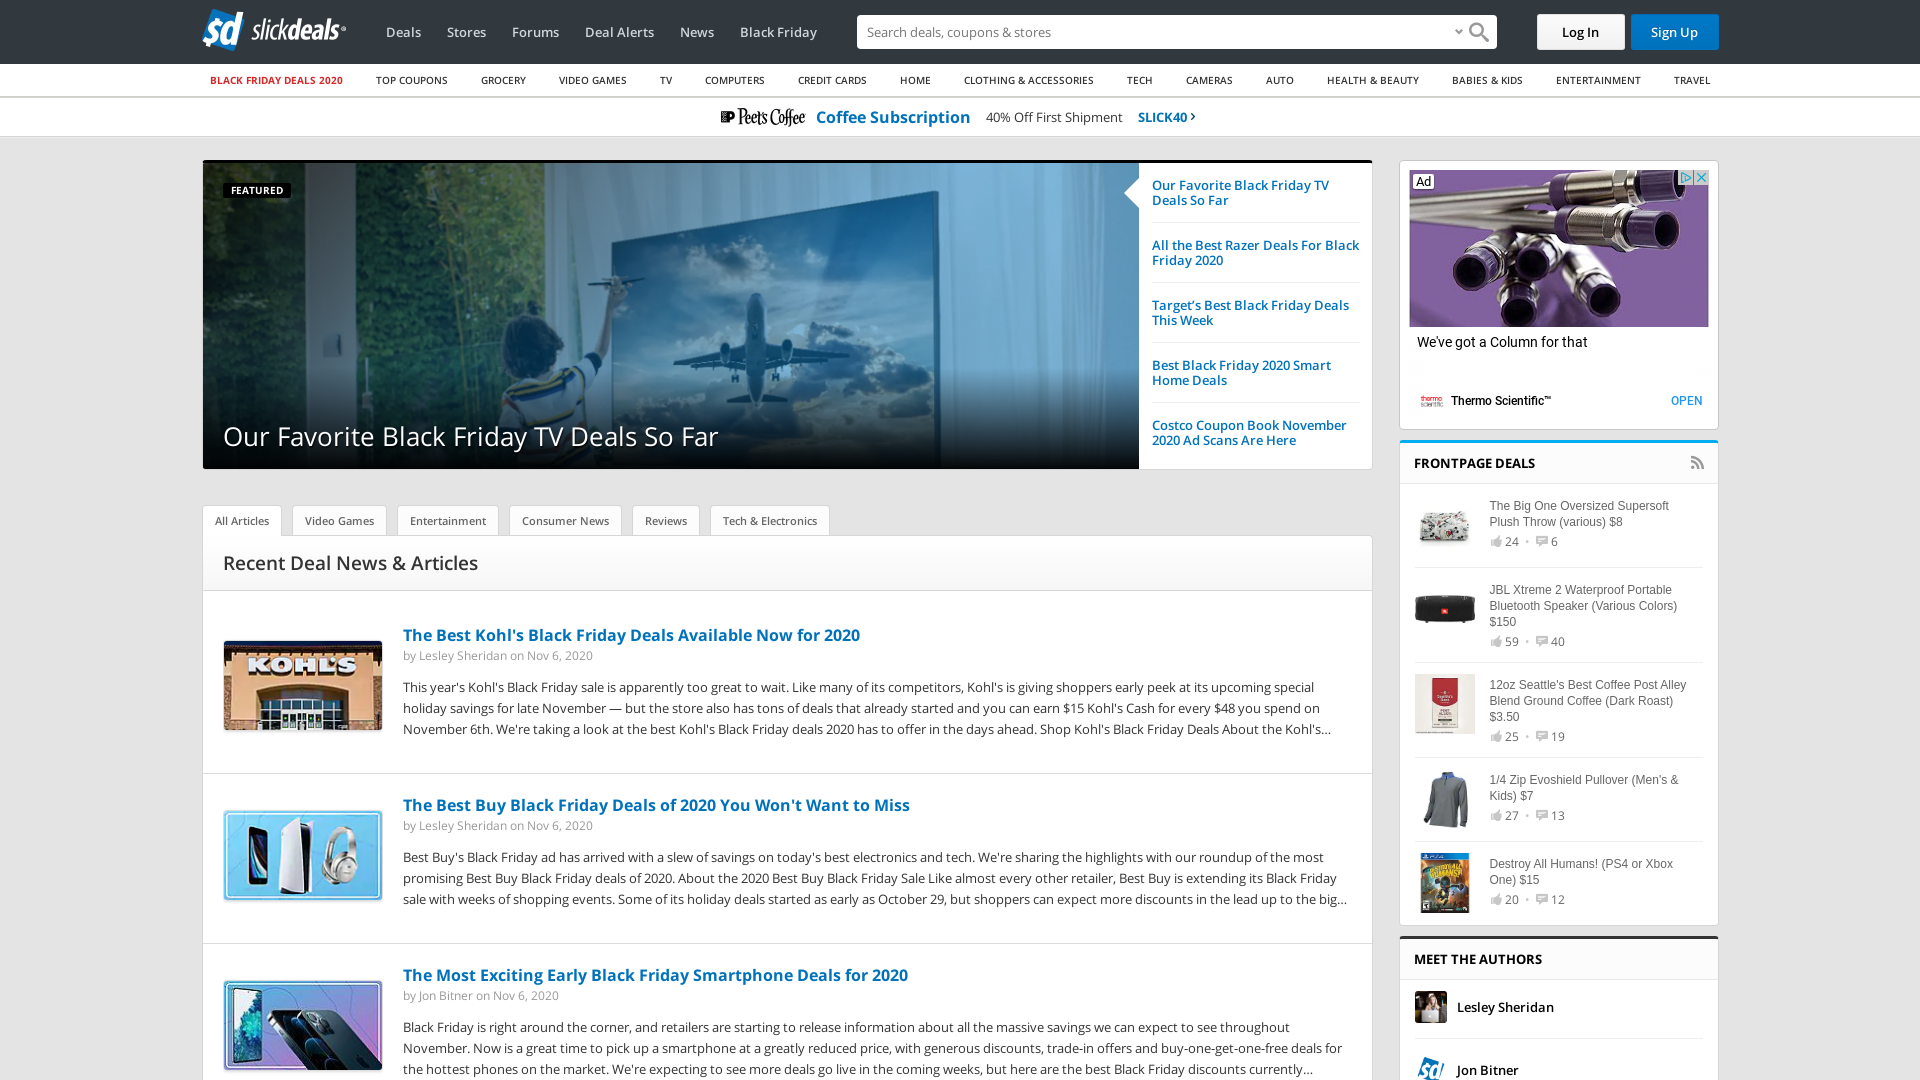 slickdeals
Deals
Stores
Forums
Deal Alerts
News
Black Friday
Search deals, coupons & stores
Log In
Sign Up
BLACK FRIDAY DEALS 2020
TOP COUPONS
GROCERY
VIDEO GAMES
TV
COMPUTERS
CREDIT CARDS
HOME
CLOTHING & ACCESSORIES
TECH
CAMERAS
AUTO
HEALTH & BEAUTY
BABIES & KIDS
ENTERTAINMENT
TRAVEL
Peet's Coffee
Coffee Subscription
40% Off First Shipment
SLICK40
FEATURED
Our Favorite Black Friday TV Deals So Far
Our Favorite Black Friday TV
Deals So Far
All the Best Razer Deals For Black
Friday 2020
Target’s Best Black Friday Deals
This Week
Best Black Friday 2020 Smart
Home Deals
Costco Coupon Book November
2020 Ad Scans Are Here
All Articles
Video Games
Entertainment
Consumer News
Reviews
Tech & Electronics
Recent Deal News & Articles
KOHL'S
The Best Kohl's Black Friday Deals Available Now for 2020
by Lesley Sheridan on Nov 6, 2020
This year's Kohl's Black Friday sale is apparently too great to wait. Like many of its competitors, Kohl's is giving shoppers early peek at its upcoming special
holiday savings for late November — but the store also has tons of deals that already started and you can earn $15 Kohl's Cash for every $48 you spend on
November 6th. We're taking a look at the best Kohl's Black Friday deals 2020 has to offer in the days ahead. Shop Kohl's Black Friday Deals About the Kohl's…
The Best Buy Black Friday Deals of 2020 You Won't Want to Miss
by Lesley Sheridan on Nov 6, 2020
Best Buy's Black Friday ad has arrived with a slew of savings on today's best electronics and tech. We're sharing the highlights with our roundup of the most
promising Best Buy Black Friday deals of 2020. About the 2020 Best Buy Black Friday Sale Like almost every other retailer, Best Buy is extending its Black Friday
sale with weeks of shopping events. Some of its holiday deals started as early as October 29, but shoppers can expect more discounts in the lead up to the big…
The Most Exciting Early Black Friday Smartphone Deals for 2020
by Jon Bitner on Nov 6, 2020
Black Friday is right around the corner, and retailers are starting to release information about all the massive savings we can expect to see throughout
November. Now is a great time to pick up a smartphone at a greatly reduced price, with generous discounts, trade-in offers and buy-one-get-one-free deals for
the hottest phones on the market. We're expecting to see more deals go live in the coming weeks, but here are the best Black Friday discounts currently…
Ad
We've got a Column for that
thermo scientific
Thermo Scientific™
OPEN
FRONTPAGE DEALS
The Big One Oversized Supersoft
Plush Throw (various) $8
24 • 6
JBL Xtreme 2 Waterproof Portable
Bluetooth Speaker (Various Colors)
$150
59 • 40
12oz Seattle's Best Coffee Post Alley
Blend Ground Coffee (Dark Roast)
$3.50
25 • 19
1/4 Zip Evoshield Pullover (Men's &
Kids) $7
27 • 13
Destroy All Humans! (PS4 or Xbox
One) $15
20 • 12
MEET THE AUTHORS
Lesley Sheridan
Jon Bitner